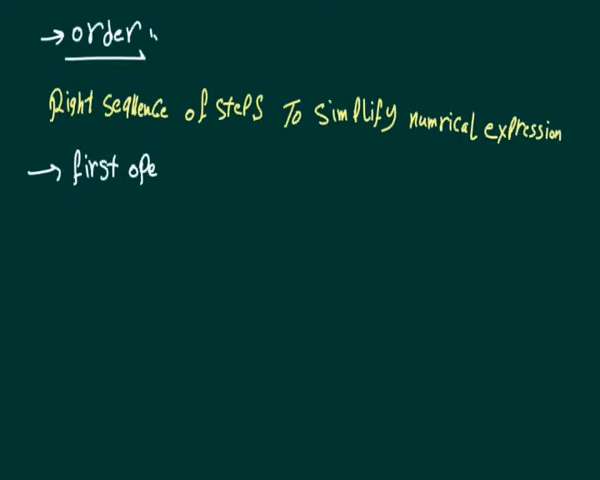 → order "
Right sequence of steps To simplify numrical expression
→ first ope